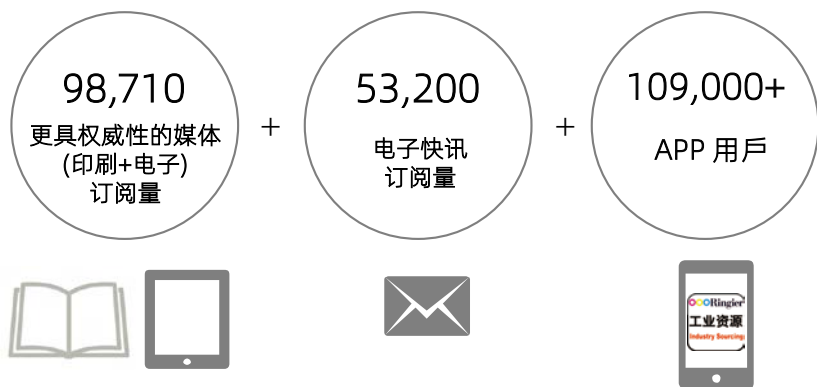 98,710
更具权威性的媒体
(印刷+电子)
订阅量
+
53,200
电子快讯
订阅量
+
109,000+
APP 用戶
Ringier
工业资源
Industry Sourcing